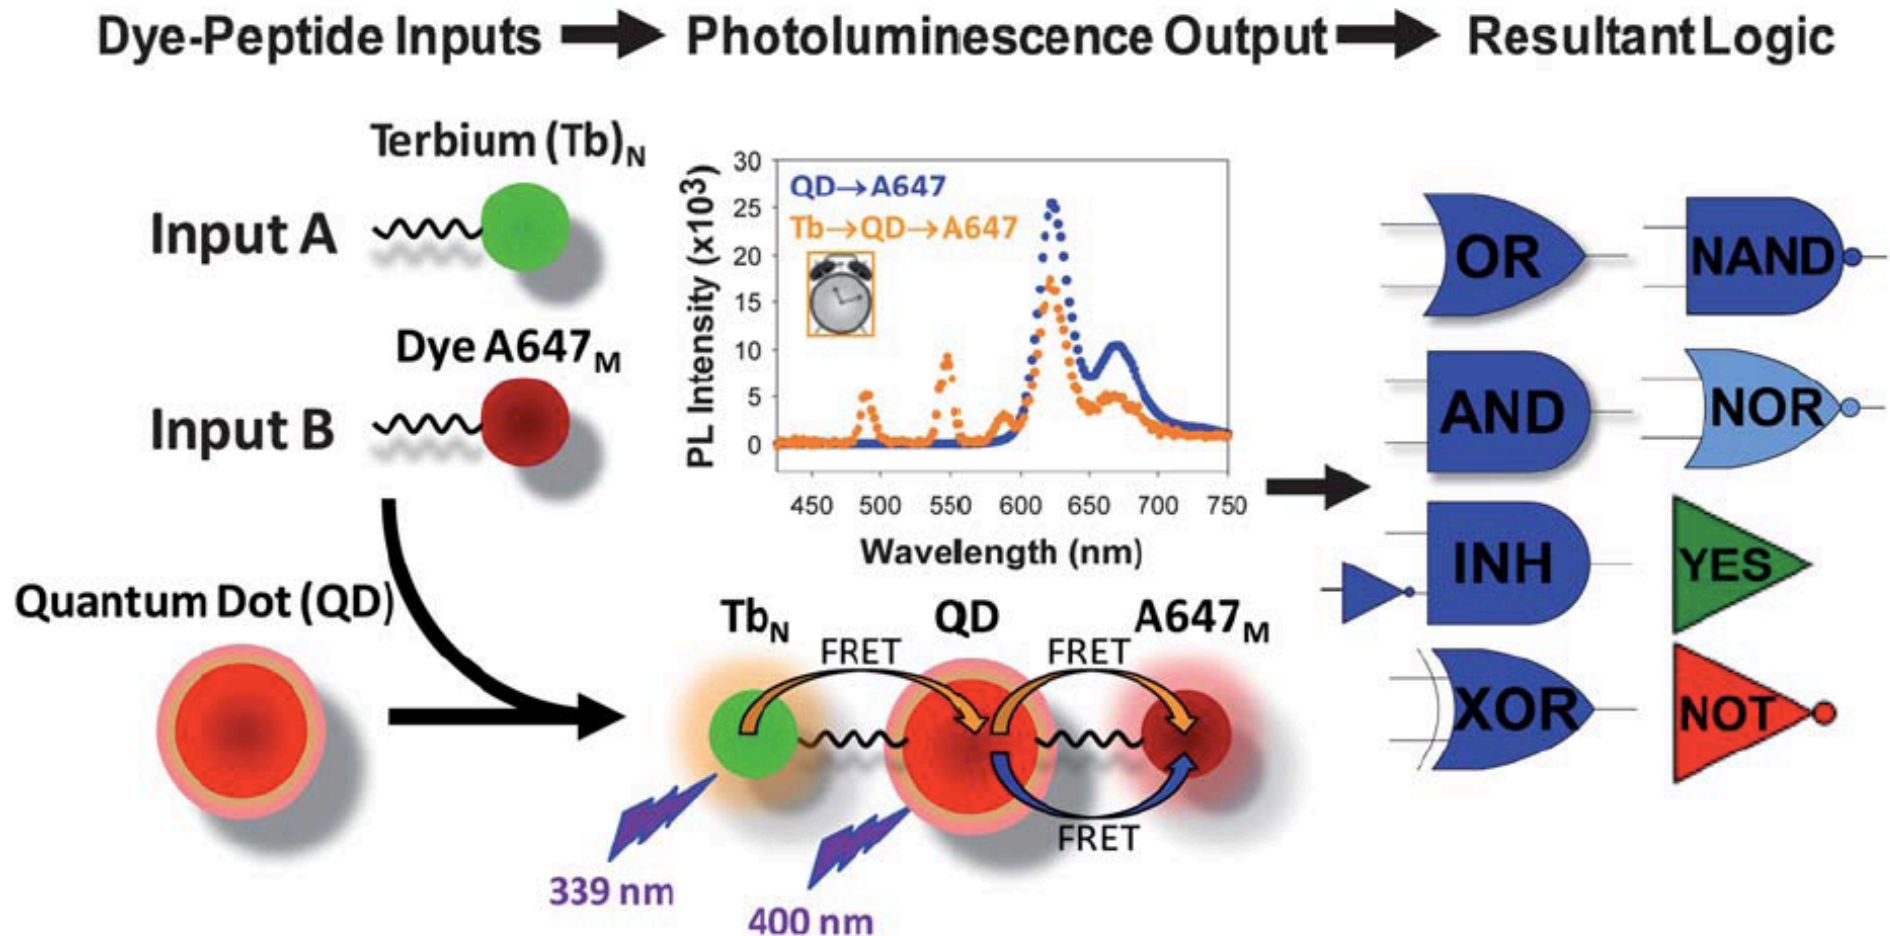 Dye-Peptide Inputs
Photoluminescence Output
Resultant Logic
Terbium (Tb)N
Input A
Dye A647M
Input B
Quantum Dot (QD)
PL Intensity (x10³)
30
25
20
15
10
5
0
QD→A647
Tb→QD→A647
450 500 550 600 650 700 750
Wavelength (nm)
TbN QD A647M
FRET FRET
FRET
339 nm
400 nm
OR NAND
AND NOR
INH YES
XOR NOT